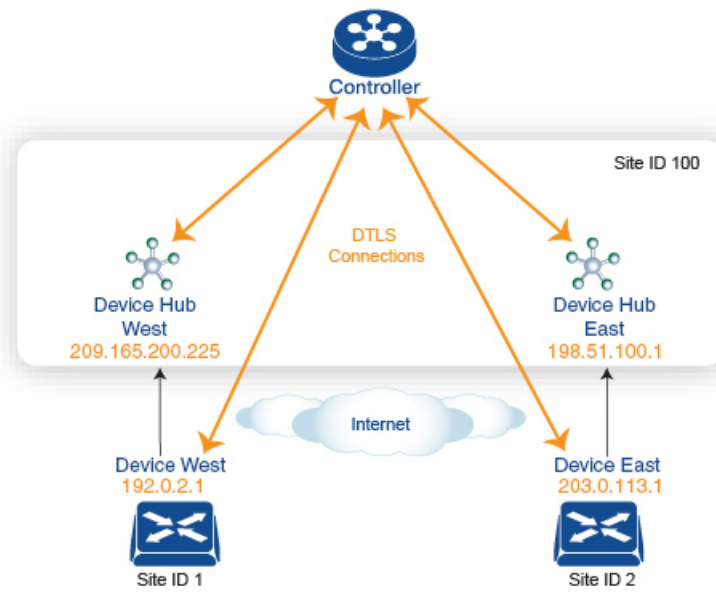 Controller
Site ID 100
DTLS
Connections
Device Hub
West
209.165.200.225
Device Hub
East
198.51.100.1
Internet
Device West
192.0.2.1
Device East
203.0.113.1
Site ID 1
Site ID 2